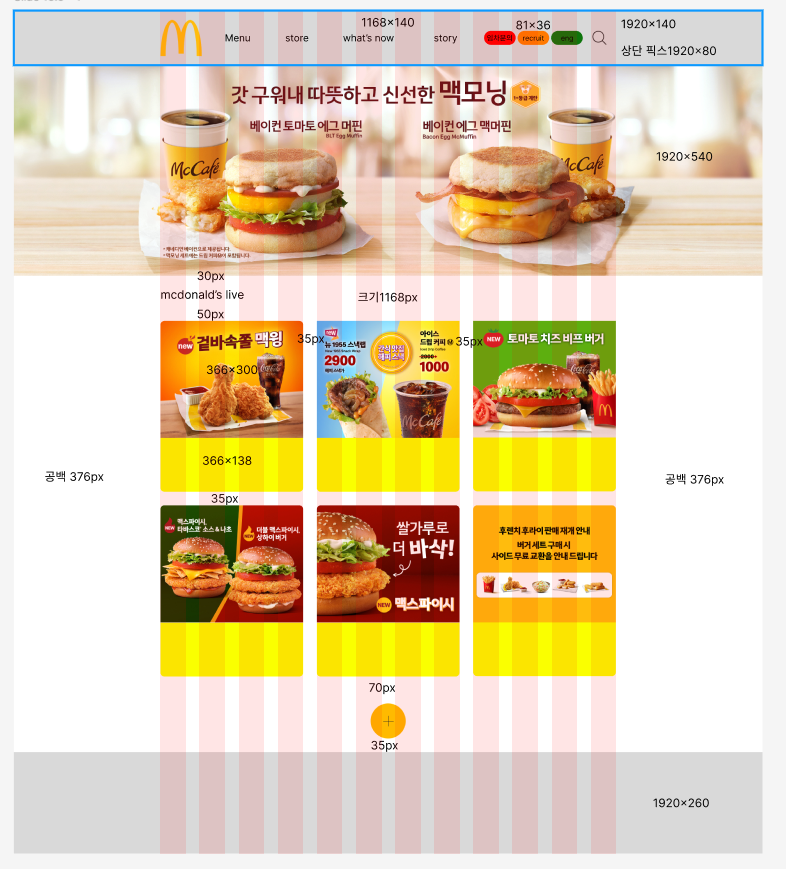 1168×140
81×36
1920×140
Menu
store
what's now
story
recruit
eng
상단 픽스1920×80
갓 구워내 따뜻하고 신선한 맥모닝
베이컨 토마토 에그 머핀
BLT Egg Muffin
베이컨 에그 맥머핀
Bacon Egg McMuffin
McCafé
McCafé
1920×540
30px
mcdonald's live
크기1168px
50px
new
겉바속쫄 맥윙
366×300
35px
new
뉴 1955 스낵랩
2900
아이스
드립 커피 M
1000
McCafé
35px
NEW
토마토 치즈 비프 버거
366×138
공백 376px
공백 376px
35px
NEW
맥스파이시,
타바스코 소스 & 나초
NEW
더블 맥스파이시,
상하이 버거
쌀가루로
더 바삭!
NEW
맥스파이시
후렌치 후라이 판매 재개 안내
버거 세트 구매 시
사이드 무료 교환을 안내 드립니다
70px
+
35px
1920×260